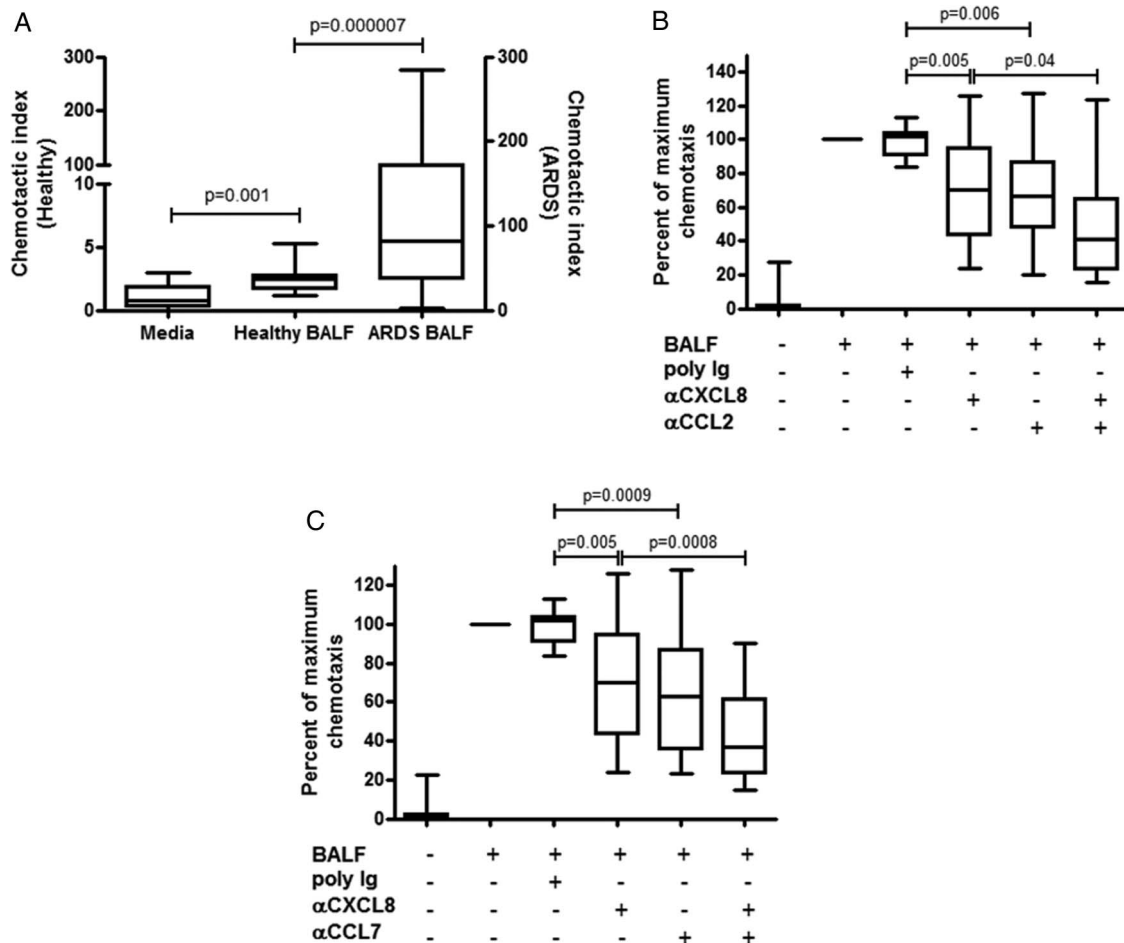 A
p=0.000007
p=0.001
Chemotactic index
(Healthy)
300
200
100
10
5
0
Media
Healthy BALF
ARDS BALF
300
200
100
0
Chemotactic index
(ARDS)
B
p=0.006
p=0.005
p=0.04
Percent of maximum
chemotaxis
140
120
100
80
60
40
20
0
BALF - + + + + +
poly Ig - - + - - -
αCXCL8 - - - + - +
αCCL2 - - - - + +
C
p=0.0009
p=0.005
p=0.0008
Percent of maximum
chemotaxis
120
100
80
60
40
20
0
BALF - + + + + +
poly Ig - - + - - -
αCXCL8 - - - + - +
αCCL7 - - - - + +